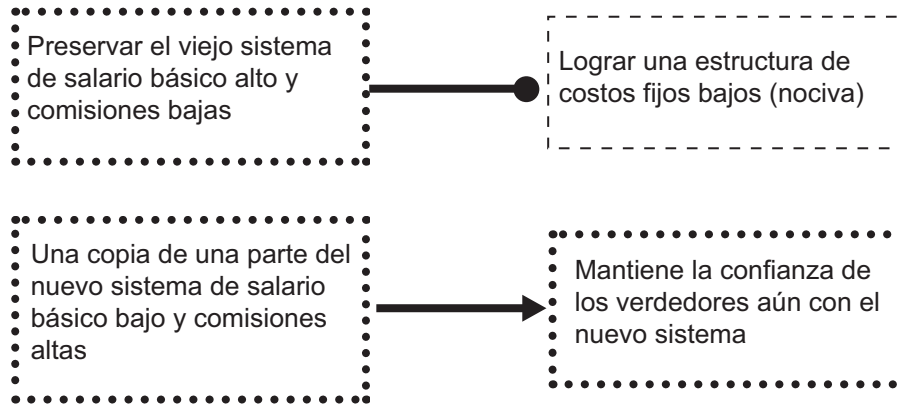 Preservar el viejo sistema
de salario básico alto y
comisiones bajas
Lograr una estructura de
costos fijos bajos (nociva)
Una copia de una parte del
nuevo sistema de salario
básico bajo y comisiones
altas
Mantiene la confianza de
los verdedores aún con el
nuevo sistema